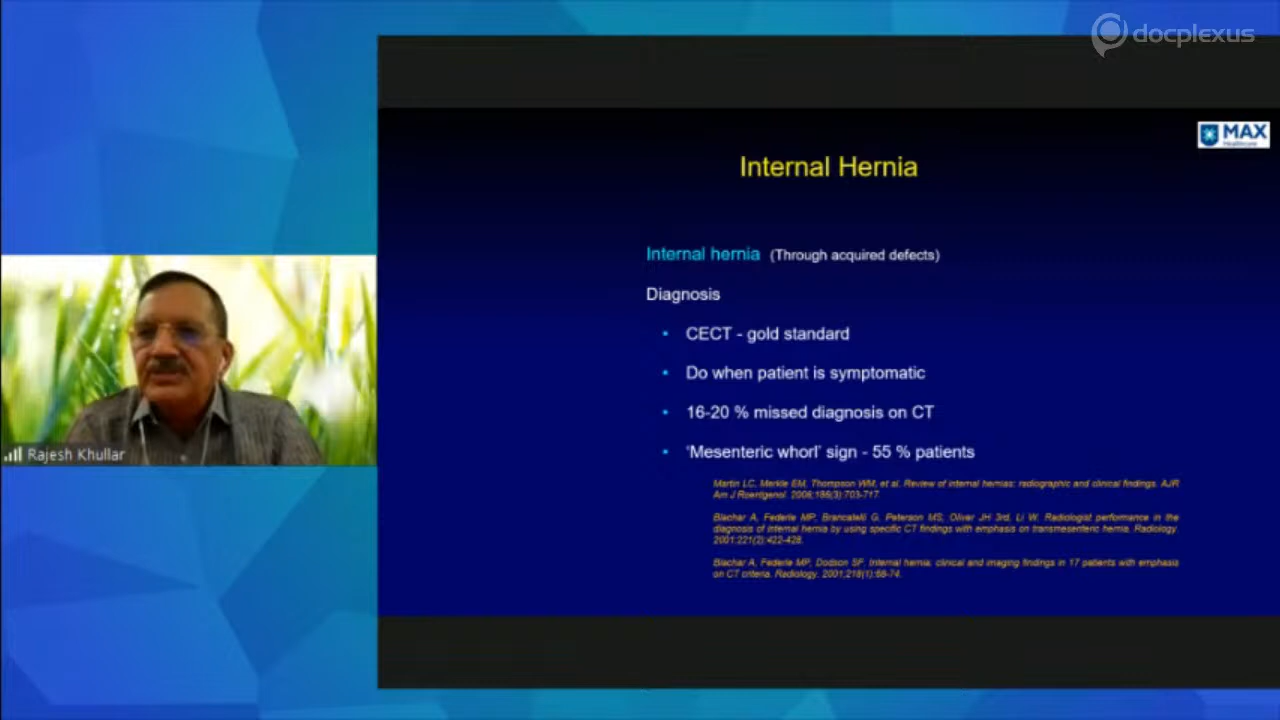 docplexus
MAX
Healthcare
Internal Hernia
Internal hernia (Through acquired defects)
Diagnosis
• CECT - gold standard
• Do when patient is symptomatic
• 16-20 % missed diagnosis on CT
• ‘Mesenteric whorl’ sign - 55 % patients
Martin LC, Merkle EM, Thompson WM, et al. Review of internal hernias: radiographic and clinical findings. AJR
Am J Roentgenol. 2006;186(3):703-717.
Blachar A, Federle MP, Brancatelli G, Peterson MS, Oliver JH 3rd, Li W. Radiologist performance in the
diagnosis of internal hernia by using specific CT findings with emphasis on transmesenteric hernia. Radiology.
2001;221(2):422-428.
Blachar A, Federle MP, Dodson SF. Internal hernia: clinical and imaging findings in 17 patients with emphasis
on CT criteria. Radiology. 2001;218(1):68-74.
Rajesh Khullar